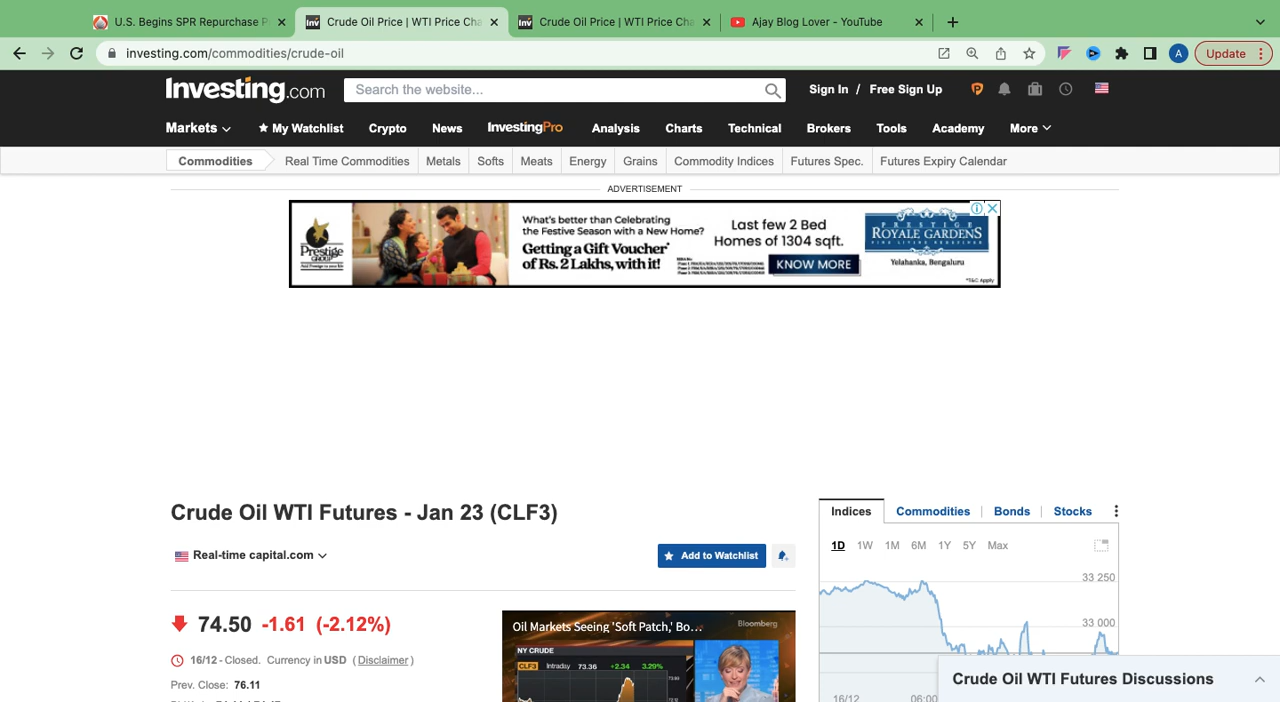 U.S. Begins SPR Repurchase P
Crude Oil Price | WTI Price Cha
Crude Oil Price | WTI Price Cha
Ajay Blog Lover - YouTube
investing.com/commodities/crude-oil
A
Update
Investing.com
Search the website...
Sign In / Free Sign Up
Markets
My Watchlist
Crypto
News
InvestingPro
Analysis
Charts
Technical
Brokers
Tools
Academy
More
Commodities
Real Time Commodities
Metals
Softs
Meats
Energy
Grains
Commodity Indices
Futures Spec.
Futures Expiry Calendar
ADVERTISEMENT
Prestige
GROUP
What's better than Celebrating
the Festive Season with a New Home?
Getting a Gift Voucher*
of Rs. 2 Lakhs, with it!
Last few 2 Bed
Homes of 1304 sqft.
KNOW MORE
PRESTIGE
ROYALE GARDENS
Yelahanka, Bengaluru
*T&C Apply
Crude Oil WTI Futures - Jan 23 (CLF3)
Real-time capital.com
Add to Watchlist
74.50 -1.61 (-2.12%)
16/12 - Closed. Currency in USD ( Disclaimer )
Prev. Close: 76.11
Oil Markets Seeing 'Soft Patch,' Bo...
Bloomberg
NY CRUDE
CLF3 Intraday 73.36 +2.34 3.29%
Indices
Commodities
Bonds
Stocks
1D 1W 1M 6M 1Y 5Y Max
33 250
33 000
16/12
06:00
Crude Oil WTI Futures Discussions